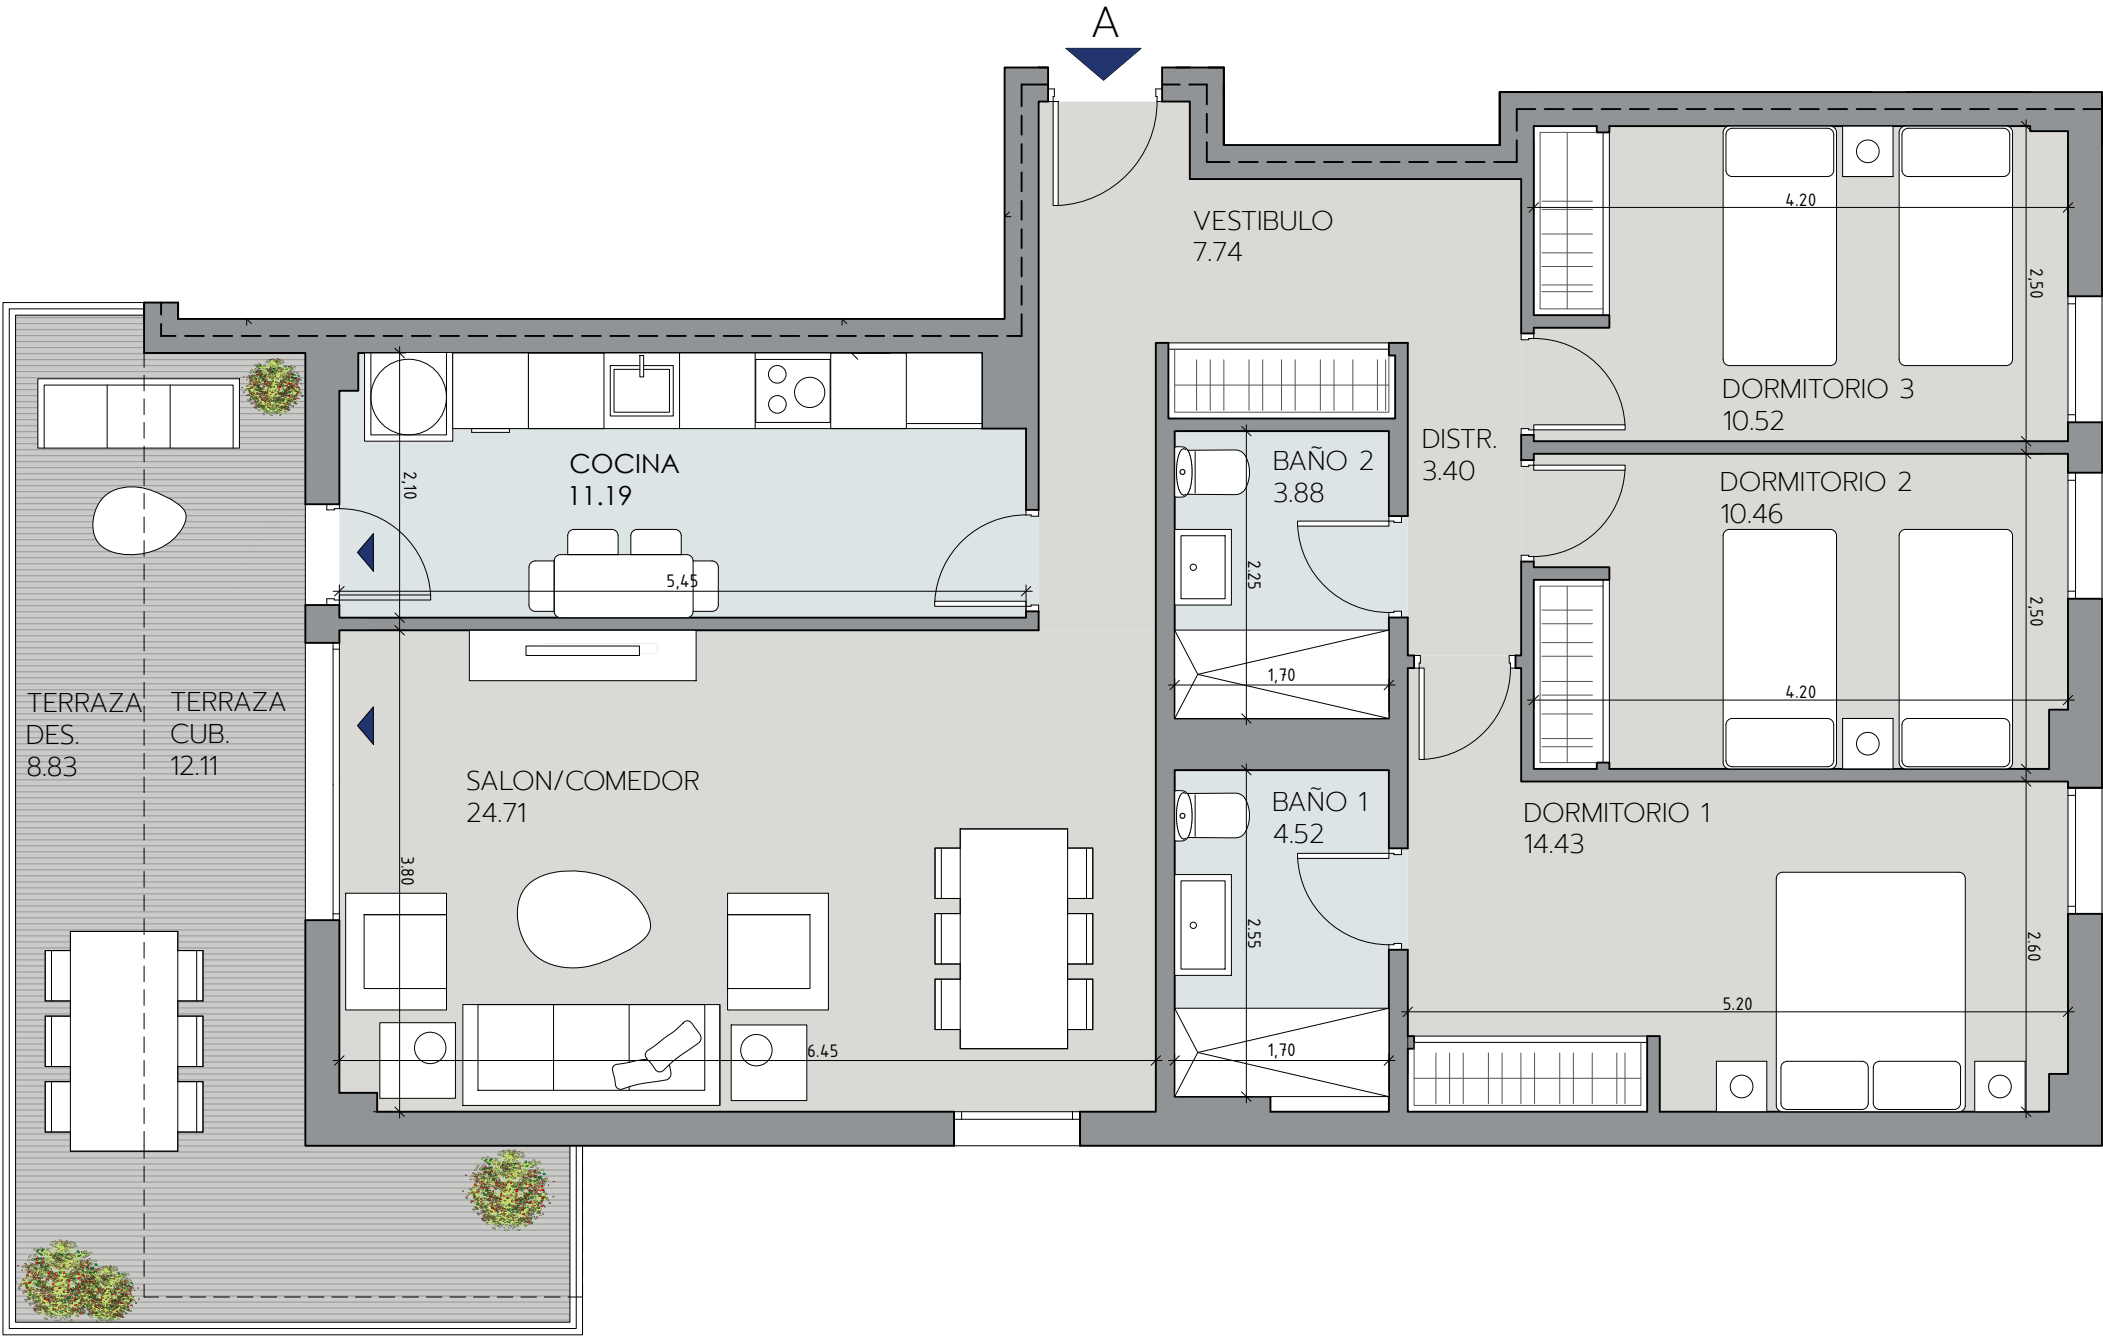 A
VESTIBULO
7.74
4.20
2,50
DORMITORIO 3
10.52
DISTR.
3.40
COCINA
11.19
2,10
5,45
BAÑO 2
3.88
2.25
1,70
DORMITORIO 2
10.46
2,50
4.20
TERRAZA
DES.
8.83
TERRAZA
CUB.
12.11
SALON/COMEDOR
24.71
3.80
6.45
BAÑO 1
4.52
2.55
1,70
DORMITORIO 1
14.43
2.60
5.20